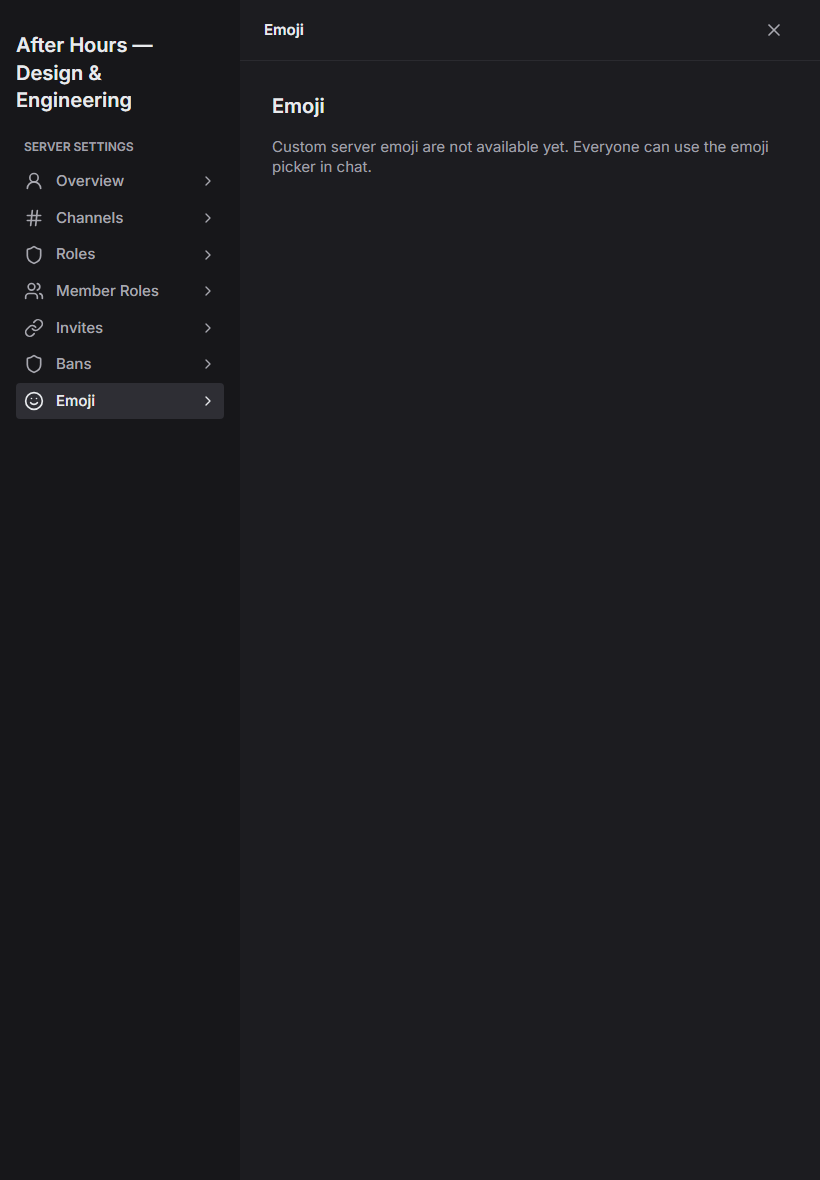 After Hours —
Design &
Engineering
SERVER SETTINGS
Overview
Channels
Roles
Member Roles
Invites
Bans
Emoji
Emoji
Emoji
Custom server emoji are not available yet. Everyone can use the emoji
picker in chat.